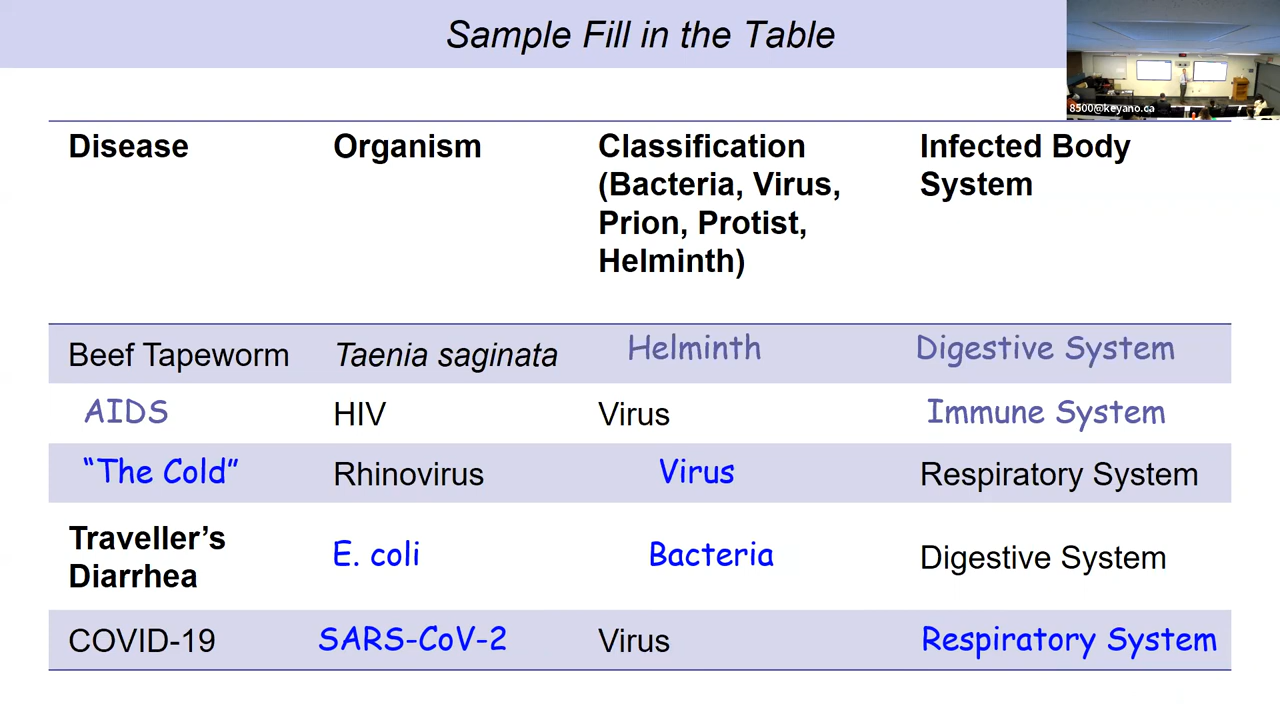 Sample Fill in the Table
8500@keyano.ca
Disease Organism Classification Infected Body
(Bacteria, Virus, System
Prion, Protist,
Helminth)
Beef Tapeworm Taenia saginata Helminth Digestive System
AIDS HIV Virus Immune System
“The Cold” Rhinovirus Virus Respiratory System
Traveller’s
Diarrhea E. coli Bacteria Digestive System
COVID-19 SARS-CoV-2 Virus Respiratory System